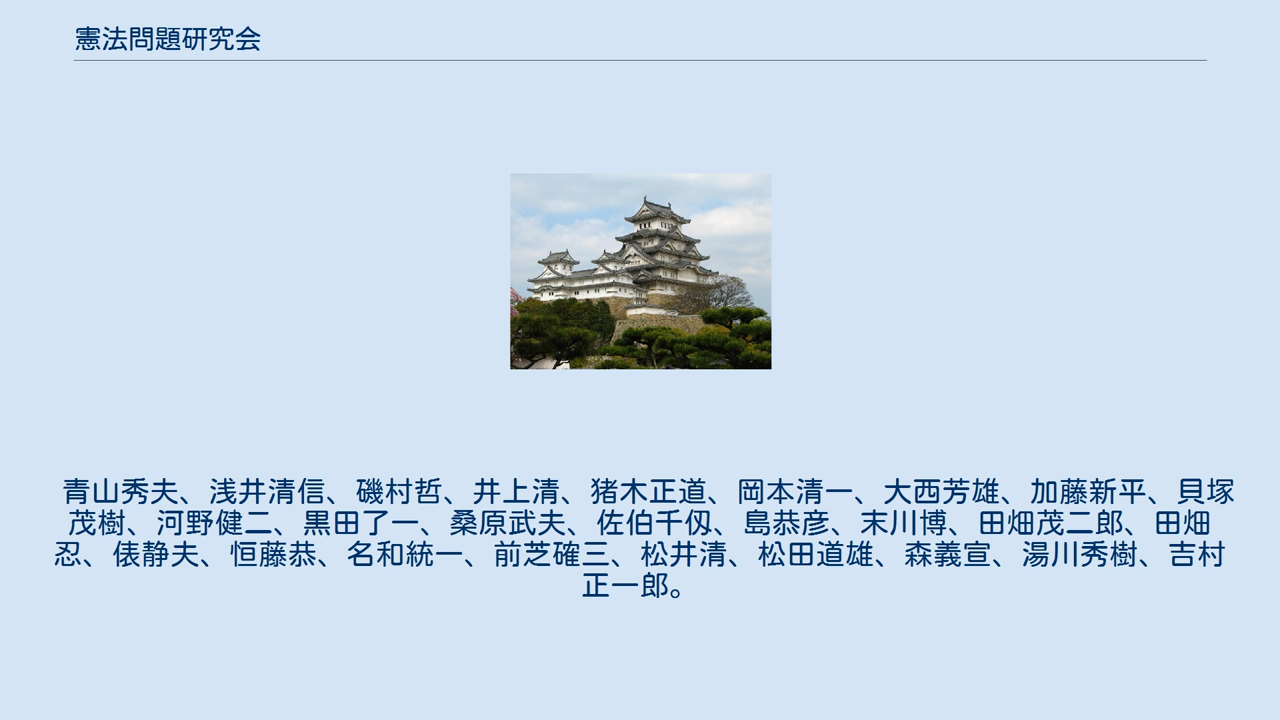 憲法問題研究会
青山秀夫、浅井清信、磯村哲、井上清、猪木正道、岡本清一、大西芳雄、加藤新平、貝塚
茂樹、河野健二、黒田了一、桑原武夫、佐伯千仭、島恭彦、末川博、田畑茂二郎、田畑
忍、俵静夫、恒藤恭、名和統一、前芝確三、松井清、松田道雄、森義宣、湯川秀樹、吉村
正一郎。